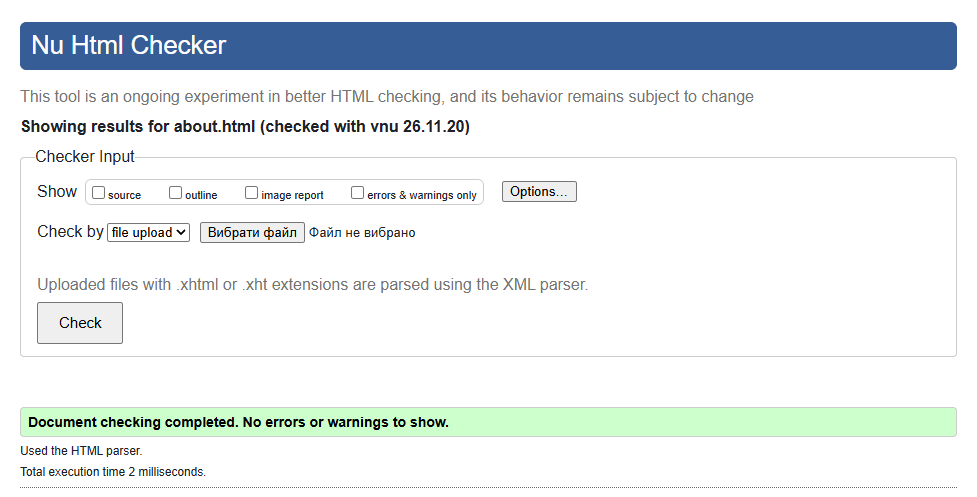 Nu Html Checker
This tool is an ongoing experiment in better HTML checking, and its behavior remains subject to change
Showing results for about.html (checked with vnu 26.11.20)
Checker Input
Show source outline image report errors & warnings only Options...
Check by file upload Вибрати файл Файл не вибрано
Uploaded files with .xhtml or .xht extensions are parsed using the XML parser.
Check
Document checking completed. No errors or warnings to show.
Used the HTML parser.
Total execution time 2 milliseconds.